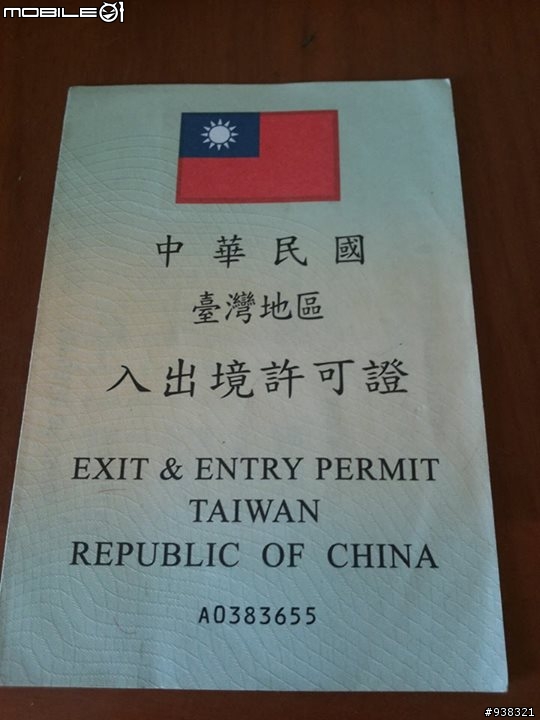 MOBILE01
中華民國
臺灣地區
入出境許可證
EXIT & ENTRY PERMIT
TAIWAN
REPUBLIC OF CHINA
A0383655
#938321